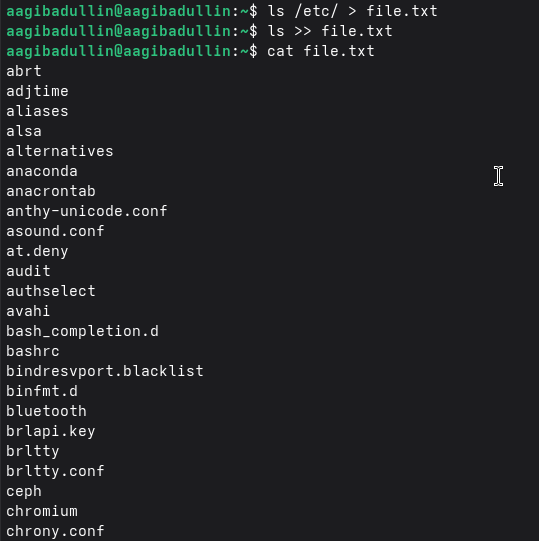 aagibadullin@aagibadullin:~$ ls /etc/ > file.txt
aagibadullin@aagibadullin:~$ ls >> file.txt
aagibadullin@aagibadullin:~$ cat file.txt
abrt
adjtime
aliases
alsa
alternatives
anaconda
anacrontab
anthy-unicode.conf
asound.conf
at.deny
audit
authselect
avahi
bash_completion.d
bashrc
bindresvport.blacklist
binfmt.d
bluetooth
brlapi.key
brltty
brltty.conf
ceph
chromium
chrony.conf